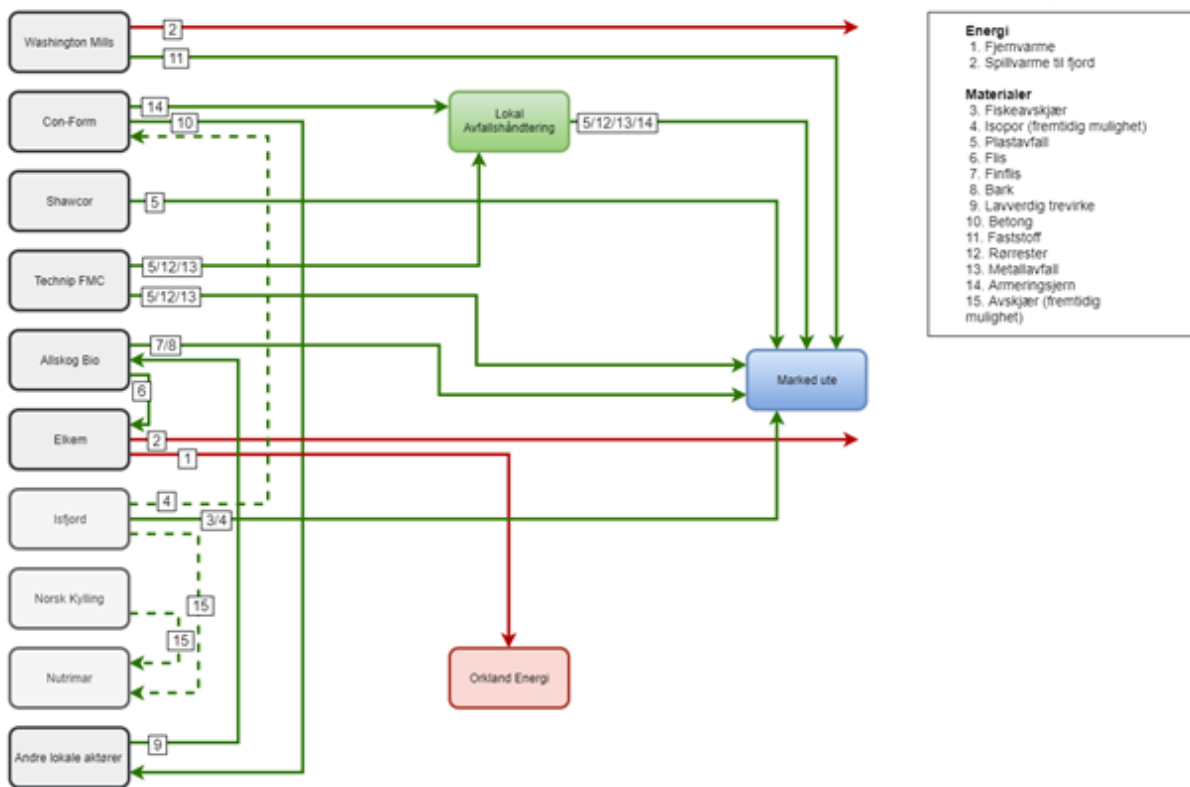 Washington Mills
2
11
Con-Form
14
10
Lokal
Avfallshåndtering
5/12/13/14
Shawcor
5
Technip FMC
5/12/13
5/12/13
Allskog Bio
7/8
6
Marked ute
Elkem
2
1
Isfjord
4
3/4
Norsk Kylling
15
15
Nutrimar
Orkland Energi
Andre lokale aktører
9
Energi
1. Fjernvarme
2. Spillvarme til fjord
Materialer
3. Fiskeavskjær
4. Isopor (fremtidig mulighet)
5. Plastavfall
6. Flis
7. Finflis
8. Bark
9. Lavverdig trevirke
10. Betong
11. Faststoff
12. Rørrester
13. Metallavfall
14. Armeringsjern
15. Avskjær (fremtidig
mulighet)